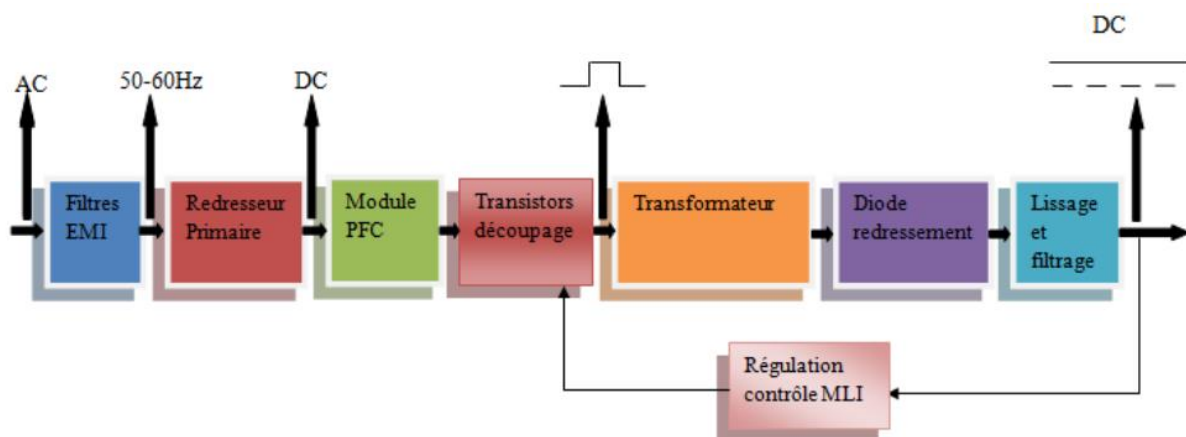 AC
50-60Hz
DC
DC
Filtres
EMI
Redresseur
Primaire
Module
PFC
Transistors
découpage
Transformateur
Diode
redressement
Lissage
et
filtrage
Régulation
contrôle MLI